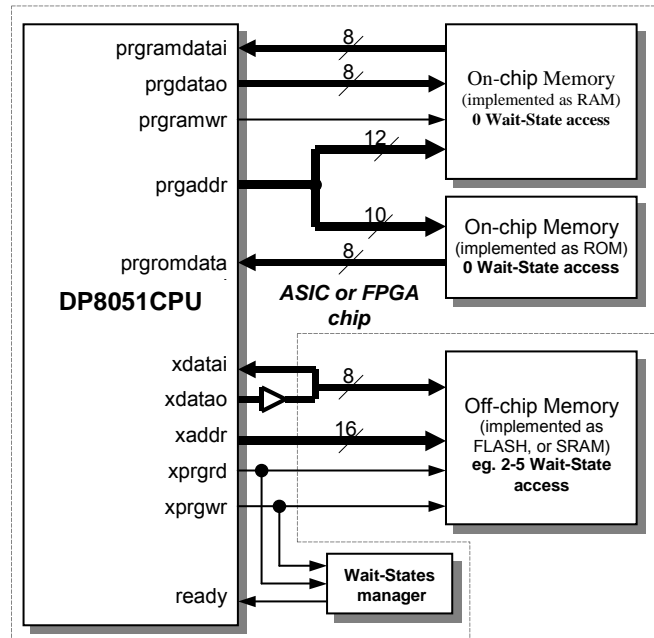 prgramdatai
8
prgdatao
8
prgramwr
On-chip Memory
(implemented as RAM)
0 Wait-State access
12
prgaddr
10
On-chip Memory
(implemented as ROM)
0 Wait-State access
prgromdata
8
DP8051CPU
ASIC or FPGA
chip
xdatai
8
xdatao
xaddr
16
xprgrd
xprgwr
Off-chip Memory
(implemented as
FLASH, or SRAM)
eg. 2-5 Wait-State
access
ready
Wait-States
manager